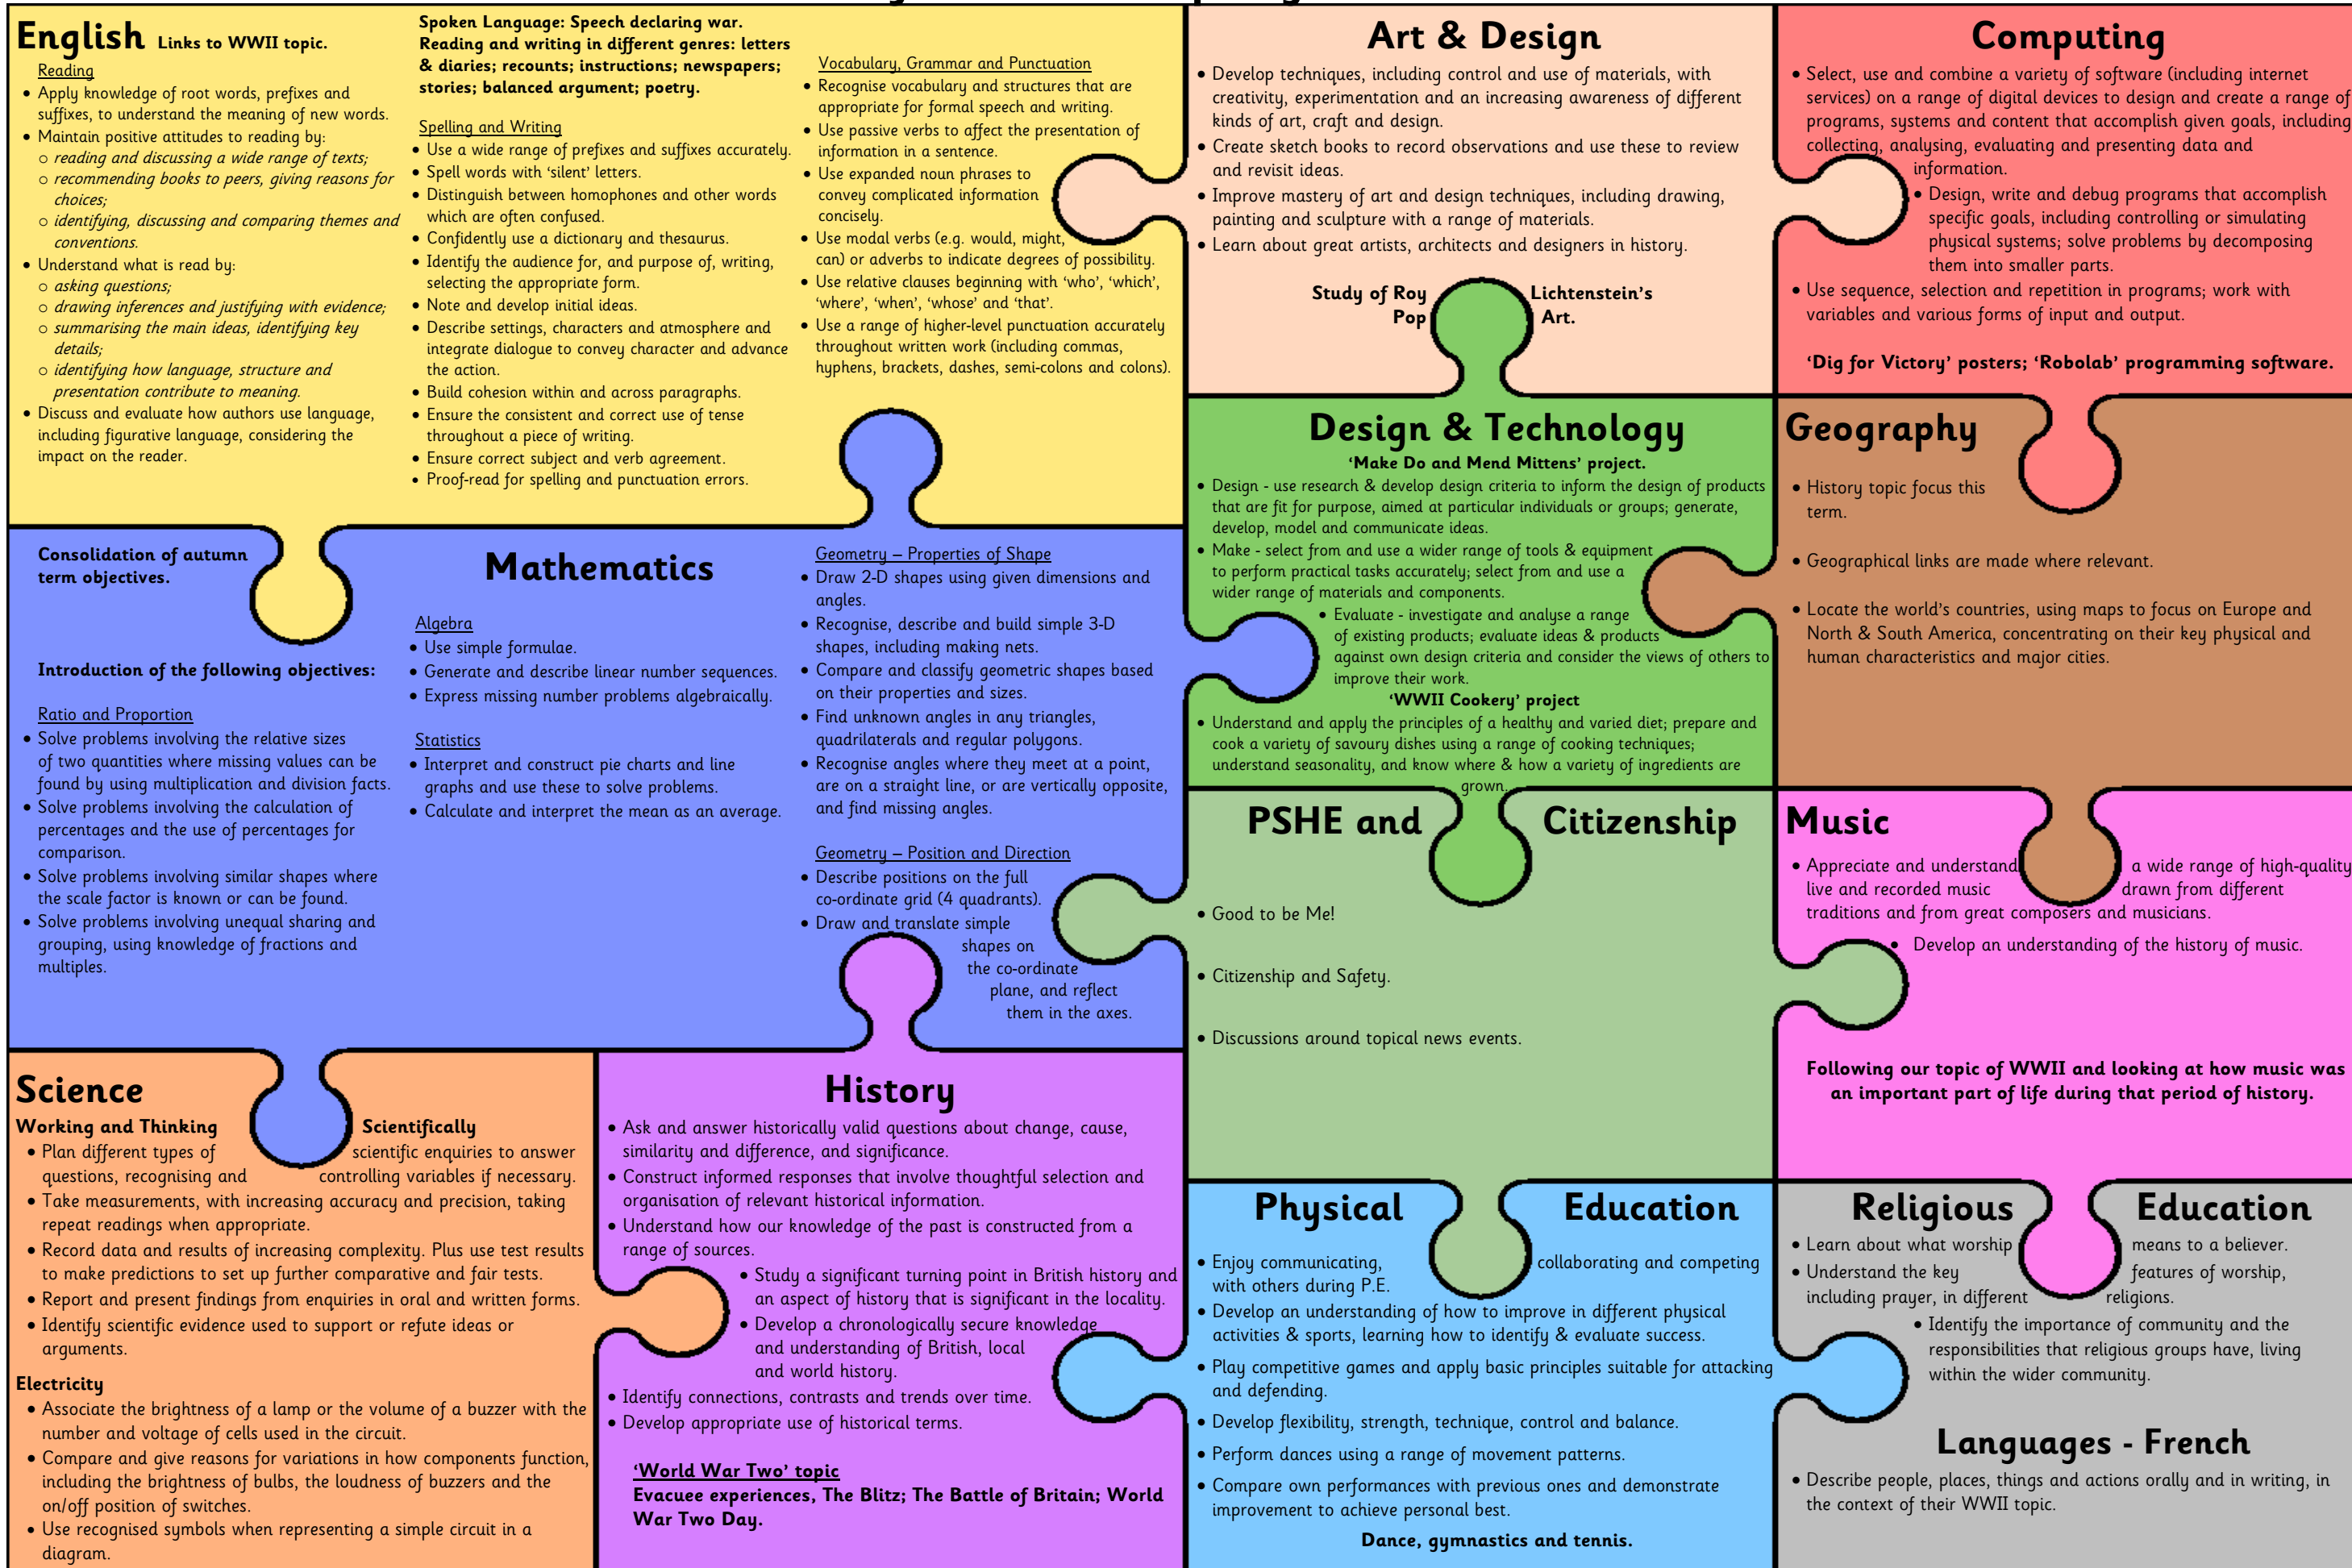 English Links to WWII topic.
Reading
• Apply knowledge of root words, prefixes and
suffixes, to understand the meaning of new words.
• Maintain positive attitudes to reading by:
o reading and discussing a wide range of texts;
o recommending books to peers, giving reasons for
choices;
o identifying, discussing and comparing themes and
conventions.
• Understand what is read by:
o asking questions;
o drawing inferences and justifying with evidence;
o summarising the main ideas, identifying key
details;
o identifying how language, structure and
presentation contribute to meaning.
• Discuss and evaluate how authors use language,
including figurative language, considering the
impact on the reader.
Spoken Language: Speech declaring war.
Reading and writing in different genres: letters
& diaries; recounts; instructions; newspapers;
stories; balanced argument; poetry.
Spelling and Writing
• Use a wide range of prefixes and suffixes accurately.
• Spell words with ‘silent’ letters.
• Distinguish between homophones and other words
which are often confused.
• Confidently use a dictionary and thesaurus.
• Identify the audience for, and purpose of, writing,
selecting the appropriate form.
• Note and develop initial ideas.
• Describe settings, characters and atmosphere and
integrate dialogue to convey character and advance
the action.
• Build cohesion within and across paragraphs.
• Ensure the consistent and correct use of tense
throughout a piece of writing.
• Ensure correct subject and verb agreement.
• Proof-read for spelling and punctuation errors.
Vocabulary, Grammar and Punctuation
• Recognise vocabulary and structures that are
appropriate for formal speech and writing.
• Use passive verbs to affect the presentation of
information in a sentence.
• Use expanded noun phrases to
convey complicated information
concisely.
• Use modal verbs (e.g. would, might,
can) or adverbs to indicate degrees of possibility.
• Use relative clauses beginning with ‘who’, ‘which’,
‘where’, ‘when’, ‘whose’ and ‘that’.
• Use a range of higher-level punctuation accurately
throughout written work (including commas,
hyphens, brackets, dashes, semi-colons and colons).
Art & Design
• Develop techniques, including control and use of materials, with
creativity, experimentation and an increasing awareness of different
kinds of art, craft and design.
• Create sketch books to record observations and use these to review
and revisit ideas.
• Improve mastery of art and design techniques, including drawing,
painting and sculpture with a range of materials.
• Learn about great artists, architects and designers in history.
Study of Roy Lichtenstein’s
Pop Art.
Computing
• Select, use and combine a variety of software (including internet
services) on a range of digital devices to design and create a range of
programs, systems and content that accomplish given goals, including
collecting, analysing, evaluating and presenting data and
information.
• Design, write and debug programs that accomplish
specific goals, including controlling or simulating
physical systems; solve problems by decomposing
them into smaller parts.
• Use sequence, selection and repetition in programs; work with
variables and various forms of input and output.
‘Dig for Victory’ posters; ‘Robolab’ programming software.
Consolidation of autumn
term objectives.
Mathematics
Introduction of the following objectives:
Ratio and Proportion
• Solve problems involving the relative sizes
of two quantities where missing values can be
found by using multiplication and division facts.
• Solve problems involving the calculation of
percentages and the use of percentages for
comparison.
• Solve problems involving similar shapes where
the scale factor is known or can be found.
• Solve problems involving unequal sharing and
grouping, using knowledge of fractions and
multiples.
Algebra
• Use simple formulae.
• Generate and describe linear number sequences.
• Express missing number problems algebraically.
Statistics
• Interpret and construct pie charts and line
graphs and use these to solve problems.
• Calculate and interpret the mean as an average.
Geometry – Properties of Shape
• Draw 2-D shapes using given dimensions and
angles.
• Recognise, describe and build simple 3-D
shapes, including making nets.
• Compare and classify geometric shapes based
on their properties and sizes.
• Find unknown angles in any triangles,
quadrilaterals and regular polygons.
• Recognise angles where they meet at a point,
are on a straight line, or are vertically opposite,
and find missing angles.
Geometry – Position and Direction
• Describe positions on the full
co-ordinate grid (4 quadrants).
• Draw and translate simple
shapes on
the co-ordinate
plane, and reflect
them in the axes.
Design & Technology
‘Make Do and Mend Mittens’ project.
• Design - use research & develop design criteria to inform the design of products
that are fit for purpose, aimed at particular individuals or groups; generate,
develop, model and communicate ideas.
• Make - select from and use a wider range of tools & equipment
to perform practical tasks accurately; select from and use a
wider range of materials and components.
• Evaluate - investigate and analyse a range
of existing products; evaluate ideas & products
against own design criteria and consider the views of others to
improve their work.
‘WWII Cookery’ project
• Understand and apply the principles of a healthy and varied diet; prepare and
cook a variety of savoury dishes using a range of cooking techniques;
understand seasonality, and know where & how a variety of ingredients are
grown.
Geography
• History topic focus this
term.
• Geographical links are made where relevant.
• Locate the world’s countries, using maps to focus on Europe and
North & South America, concentrating on their key physical and
human characteristics and major cities.
PSHE and Citizenship
• Good to be Me!
• Citizenship and Safety.
• Discussions around topical news events.
Music
• Appreciate and understand a wide range of high-quality
live and recorded music drawn from different
traditions and from great composers and musicians.
• Develop an understanding of the history of music.
Following our topic of WWII and looking at how music was
an important part of life during that period of history.
Science
Working and Thinking Scientifically
• Plan different types of scientific enquiries to answer
questions, recognising and controlling variables if necessary.
• Take measurements, with increasing accuracy and precision, taking
repeat readings when appropriate.
• Record data and results of increasing complexity. Plus use test results
to make predictions to set up further comparative and fair tests.
• Report and present findings from enquiries in oral and written forms.
• Identify scientific evidence used to support or refute ideas or
arguments.
Electricity
• Associate the brightness of a lamp or the volume of a buzzer with the
number and voltage of cells used in the circuit.
• Compare and give reasons for variations in how components function,
including the brightness of bulbs, the loudness of buzzers and the
on/off position of switches.
• Use recognised symbols when representing a simple circuit in a
diagram.
History
• Ask and answer historically valid questions about change, cause,
similarity and difference, and significance.
• Construct informed responses that involve thoughtful selection and
organisation of relevant historical information.
• Understand how our knowledge of the past is constructed from a
range of sources.
• Study a significant turning point in British history and
an aspect of history that is significant in the locality.
• Develop a chronologically secure knowledge
and understanding of British, local
and world history.
• Identify connections, contrasts and trends over time.
• Develop appropriate use of historical terms.
‘World War Two’ topic
Evacuee experiences, The Blitz; The Battle of Britain; World
War Two Day.
Physical Education
• Enjoy communicating, collaborating and competing
with others during P.E.
• Develop an understanding of how to improve in different physical
activities & sports, learning how to identify & evaluate success.
• Play competitive games and apply basic principles suitable for attacking
and defending.
• Develop flexibility, strength, technique, control and balance.
• Perform dances using a range of movement patterns.
• Compare own performances with previous ones and demonstrate
improvement to achieve personal best.
Dance, gymnastics and tennis.
Religious Education
• Learn about what worship means to a believer.
• Understand the key features of worship,
including prayer, in different religions.
• Identify the importance of community and the
responsibilities that religious groups have, living
within the wider community.
Languages - French
• Describe people, places, things and actions orally and in writing, in
the context of their WWII topic.